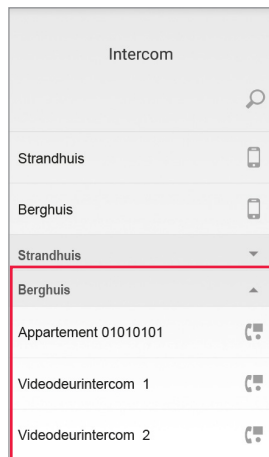 Intercom
Strandhuis
Berghuis
Strandhuis
Berghuis
Appartement 01010101
Videodeurintercom 1
Videodeurintercom 2